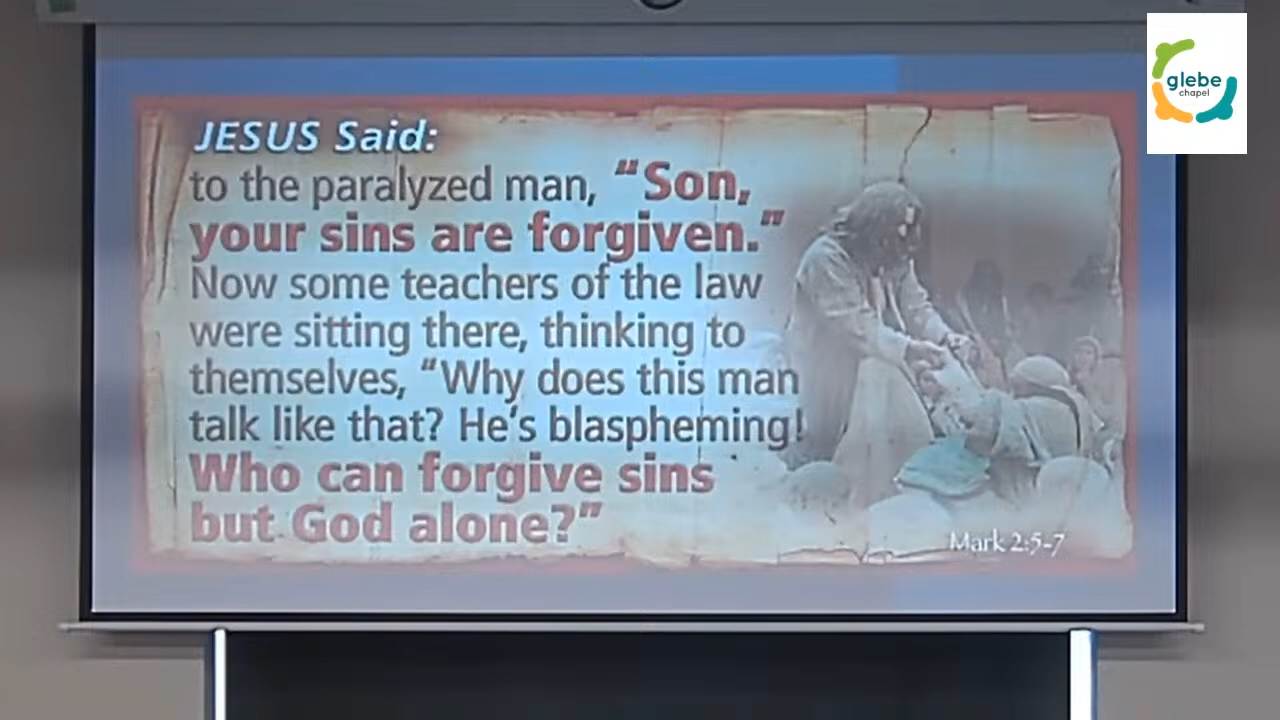 JESUS Said:
to the paralyzed man, "Son,
your sins are forgiven."
Now some teachers of the law
were sitting there, thinking to
themselves, "Why does this man
talk like that? He's blaspheming!
Who can forgive sins
but God alone?"
Mark 2:5-7
glebe
chapel